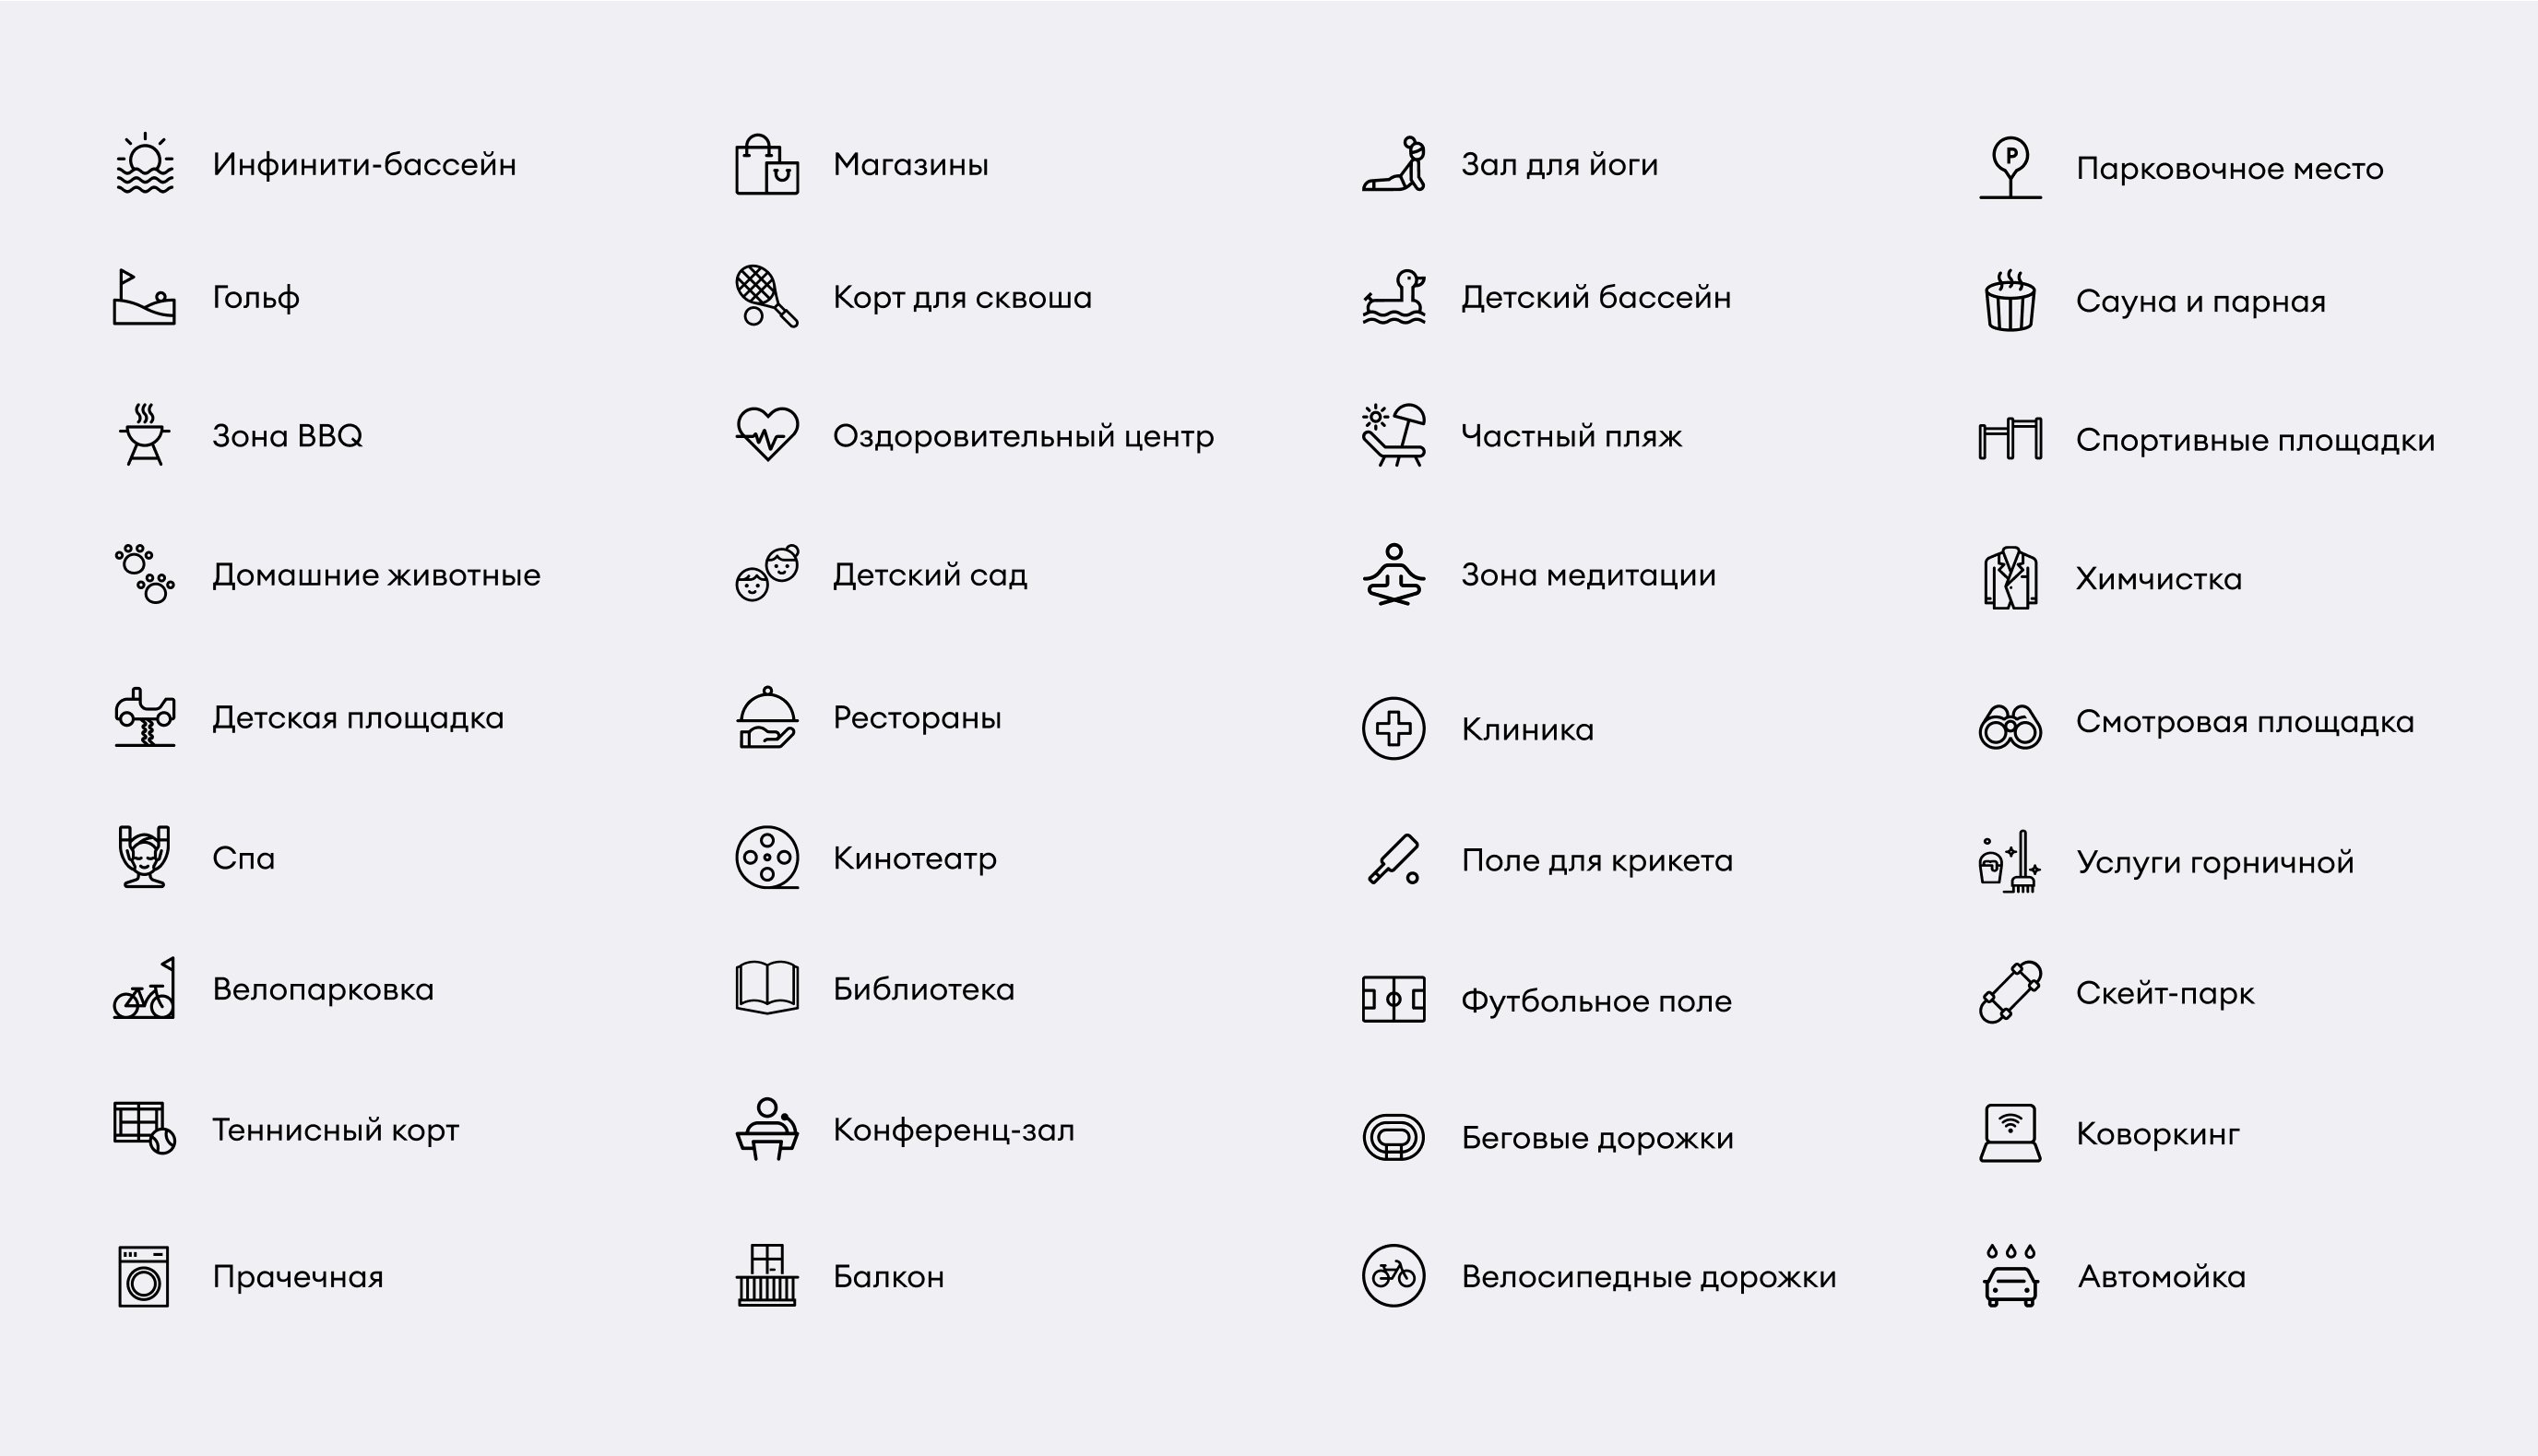 Инфинити-бассейн
Гольф
Зона BBQ
Домашние животные
Детская площадка
Спа
Велопарковка
Теннисный корт
Прачечная
Магазины
Корт для сквоша
Оздоровительный центр
Детский сад
Рестораны
Кинотеатр
Библиотека
Конференц-зал
Балкон
Зал для йоги
Детский бассейн
Частный пляж
Зона медитации
Клиника
Поле для крикета
Футбольное поле
Беговые дорожки
Велосипедные дорожки
P
Парковочное место
Сауна и парная
Спортивные площадки
Химчистка
Смотровая площадка
Услуги горничной
Скейт-парк
Коворкинг
Автомойка